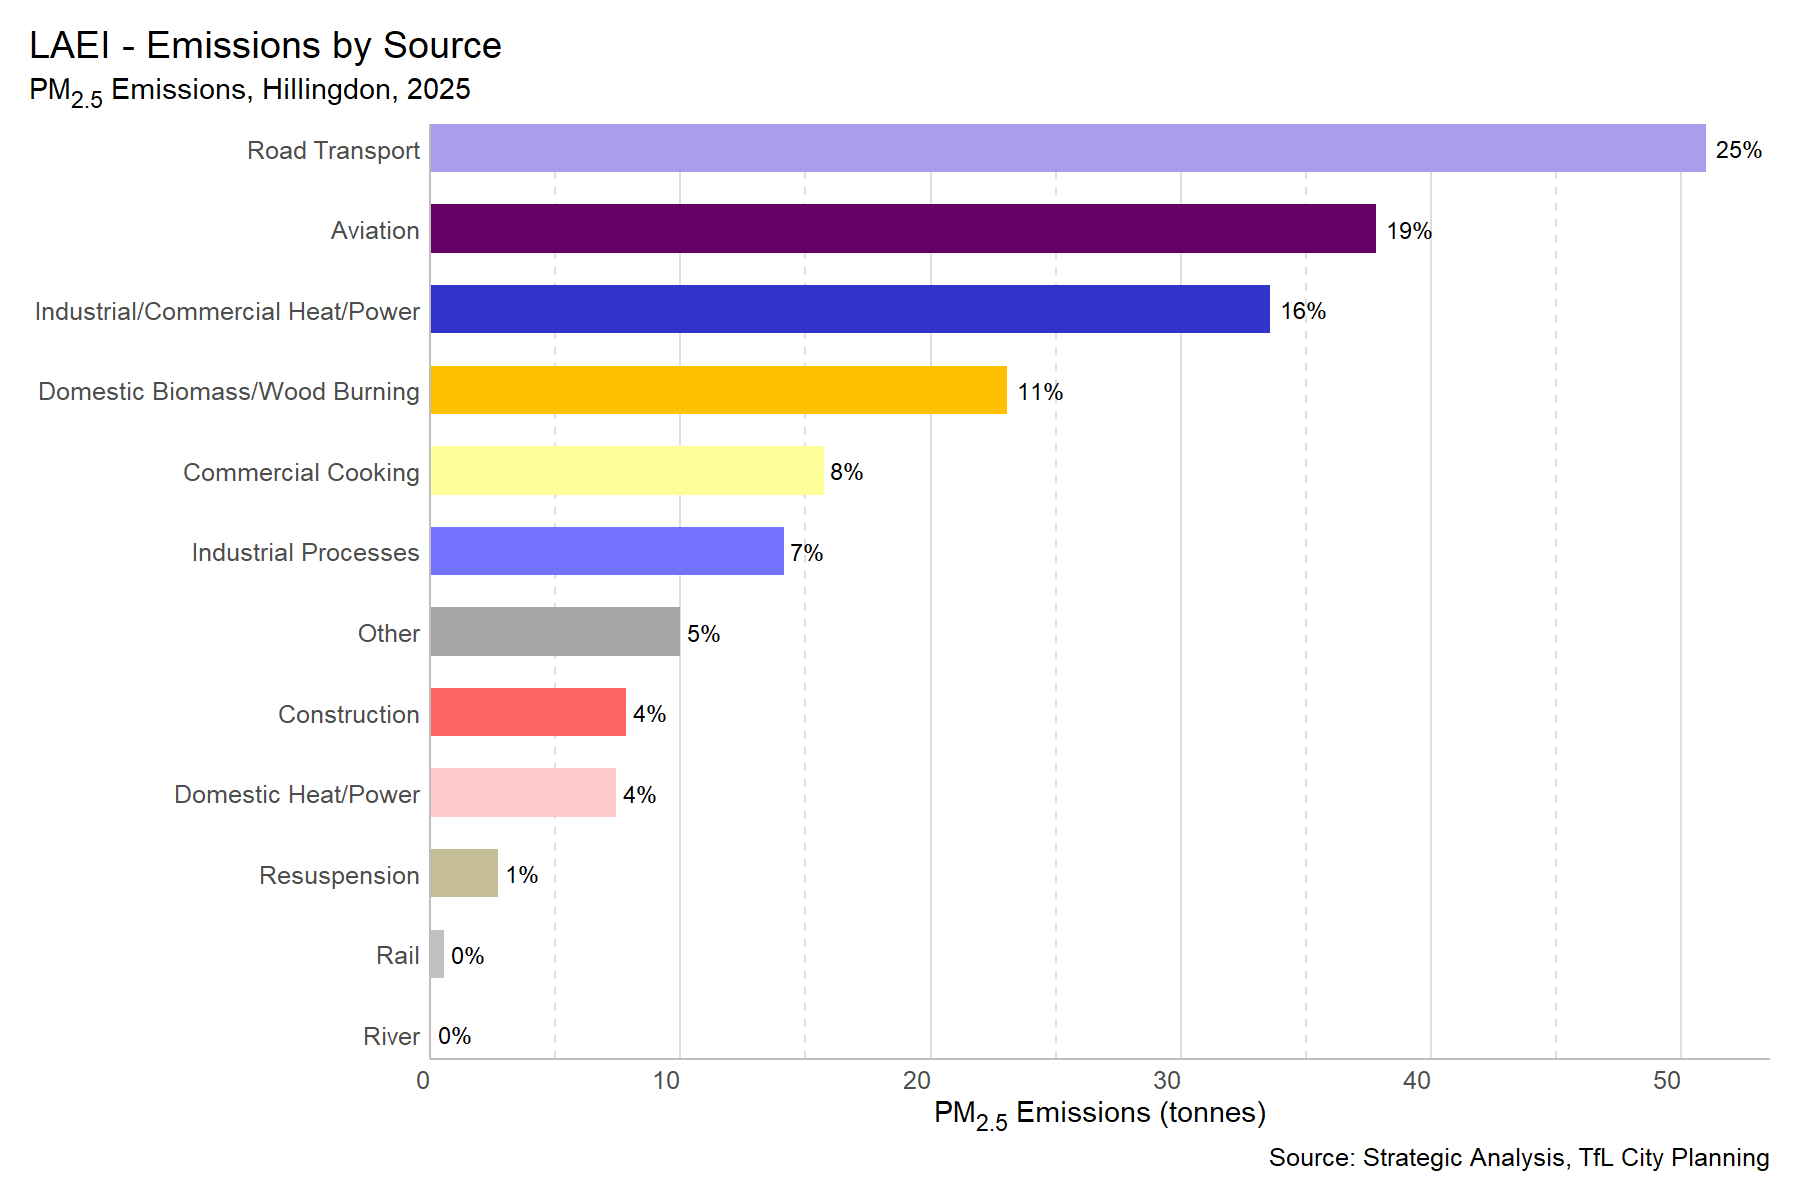 LAEI - Emissions by Source
PM2.5 Emissions, Hillingdon, 2025
Road Transport 25%
Aviation 19%
Industrial/Commercial Heat/Power 16%
Domestic Biomass/Wood Burning 11%
Commercial Cooking 8%
Industrial Processes 7%
Other 5%
Construction 4%
Domestic Heat/Power 4%
Resuspension 1%
Rail 0%
River 0%
0 10 20 30 40 50
PM2.5 Emissions (tonnes)
Source: Strategic Analysis, TfL City Planning